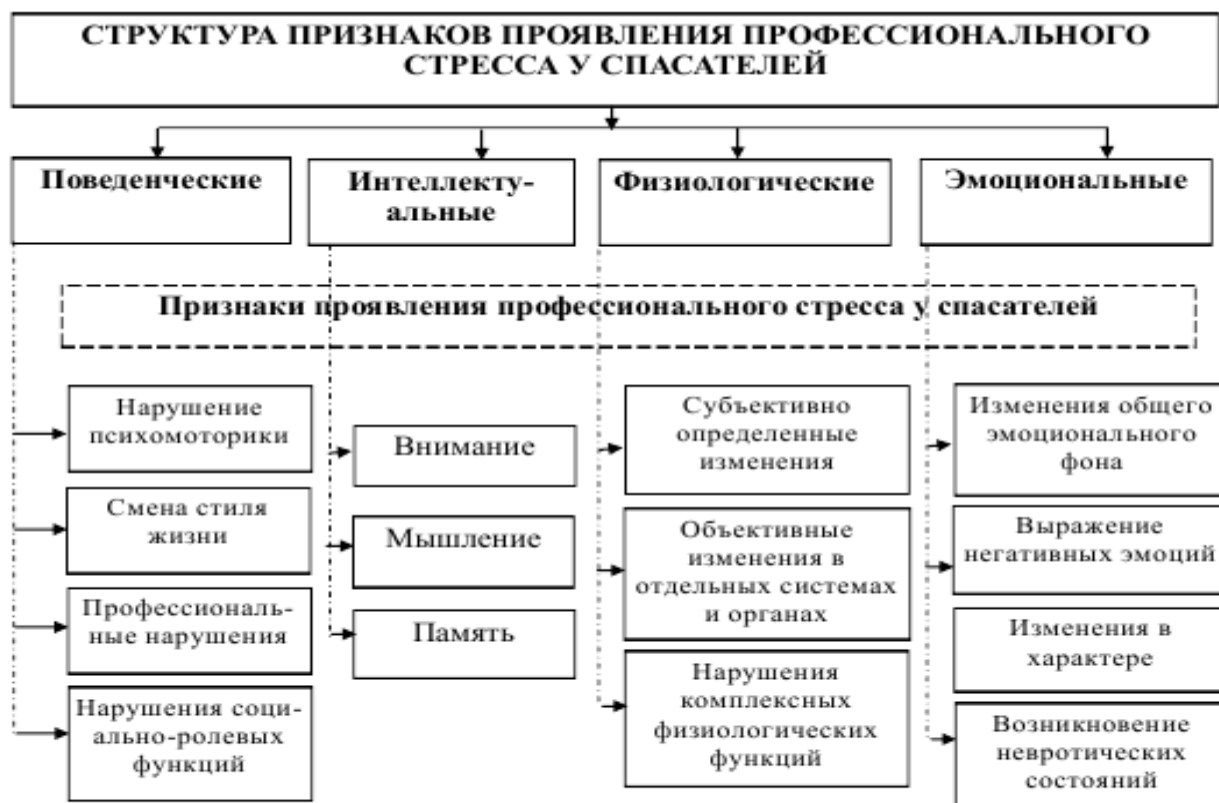 СТРУКТУРА ПРИЗНАКОВ ПРОЯВЛЕНИЯ ПРОФЕССИОНАЛЬНОГО
СТРЕССА У СПАСАТЕЛЕЙ
Поведенческие
Интеллекту-
альные
Физиологические
Эмоциональные
Признаки проявления профессионального стресса у спасателей
Нарушение
психомоторики
Смена стиля
жизни
Профессиональ-
ные нарушения
Нарушения соци-
ально-ролевых
функций
Внимание
Мышление
Память
Субъективно
определенные
изменения
Объективные
изменения в
отдельных системах
и органах
Нарушения
комплексных
физиологических
функций
Изменения общего
эмоционального
фона
Выражение
негативных эмоций
Изменения в
характере
Возникновение
невротических
состояний